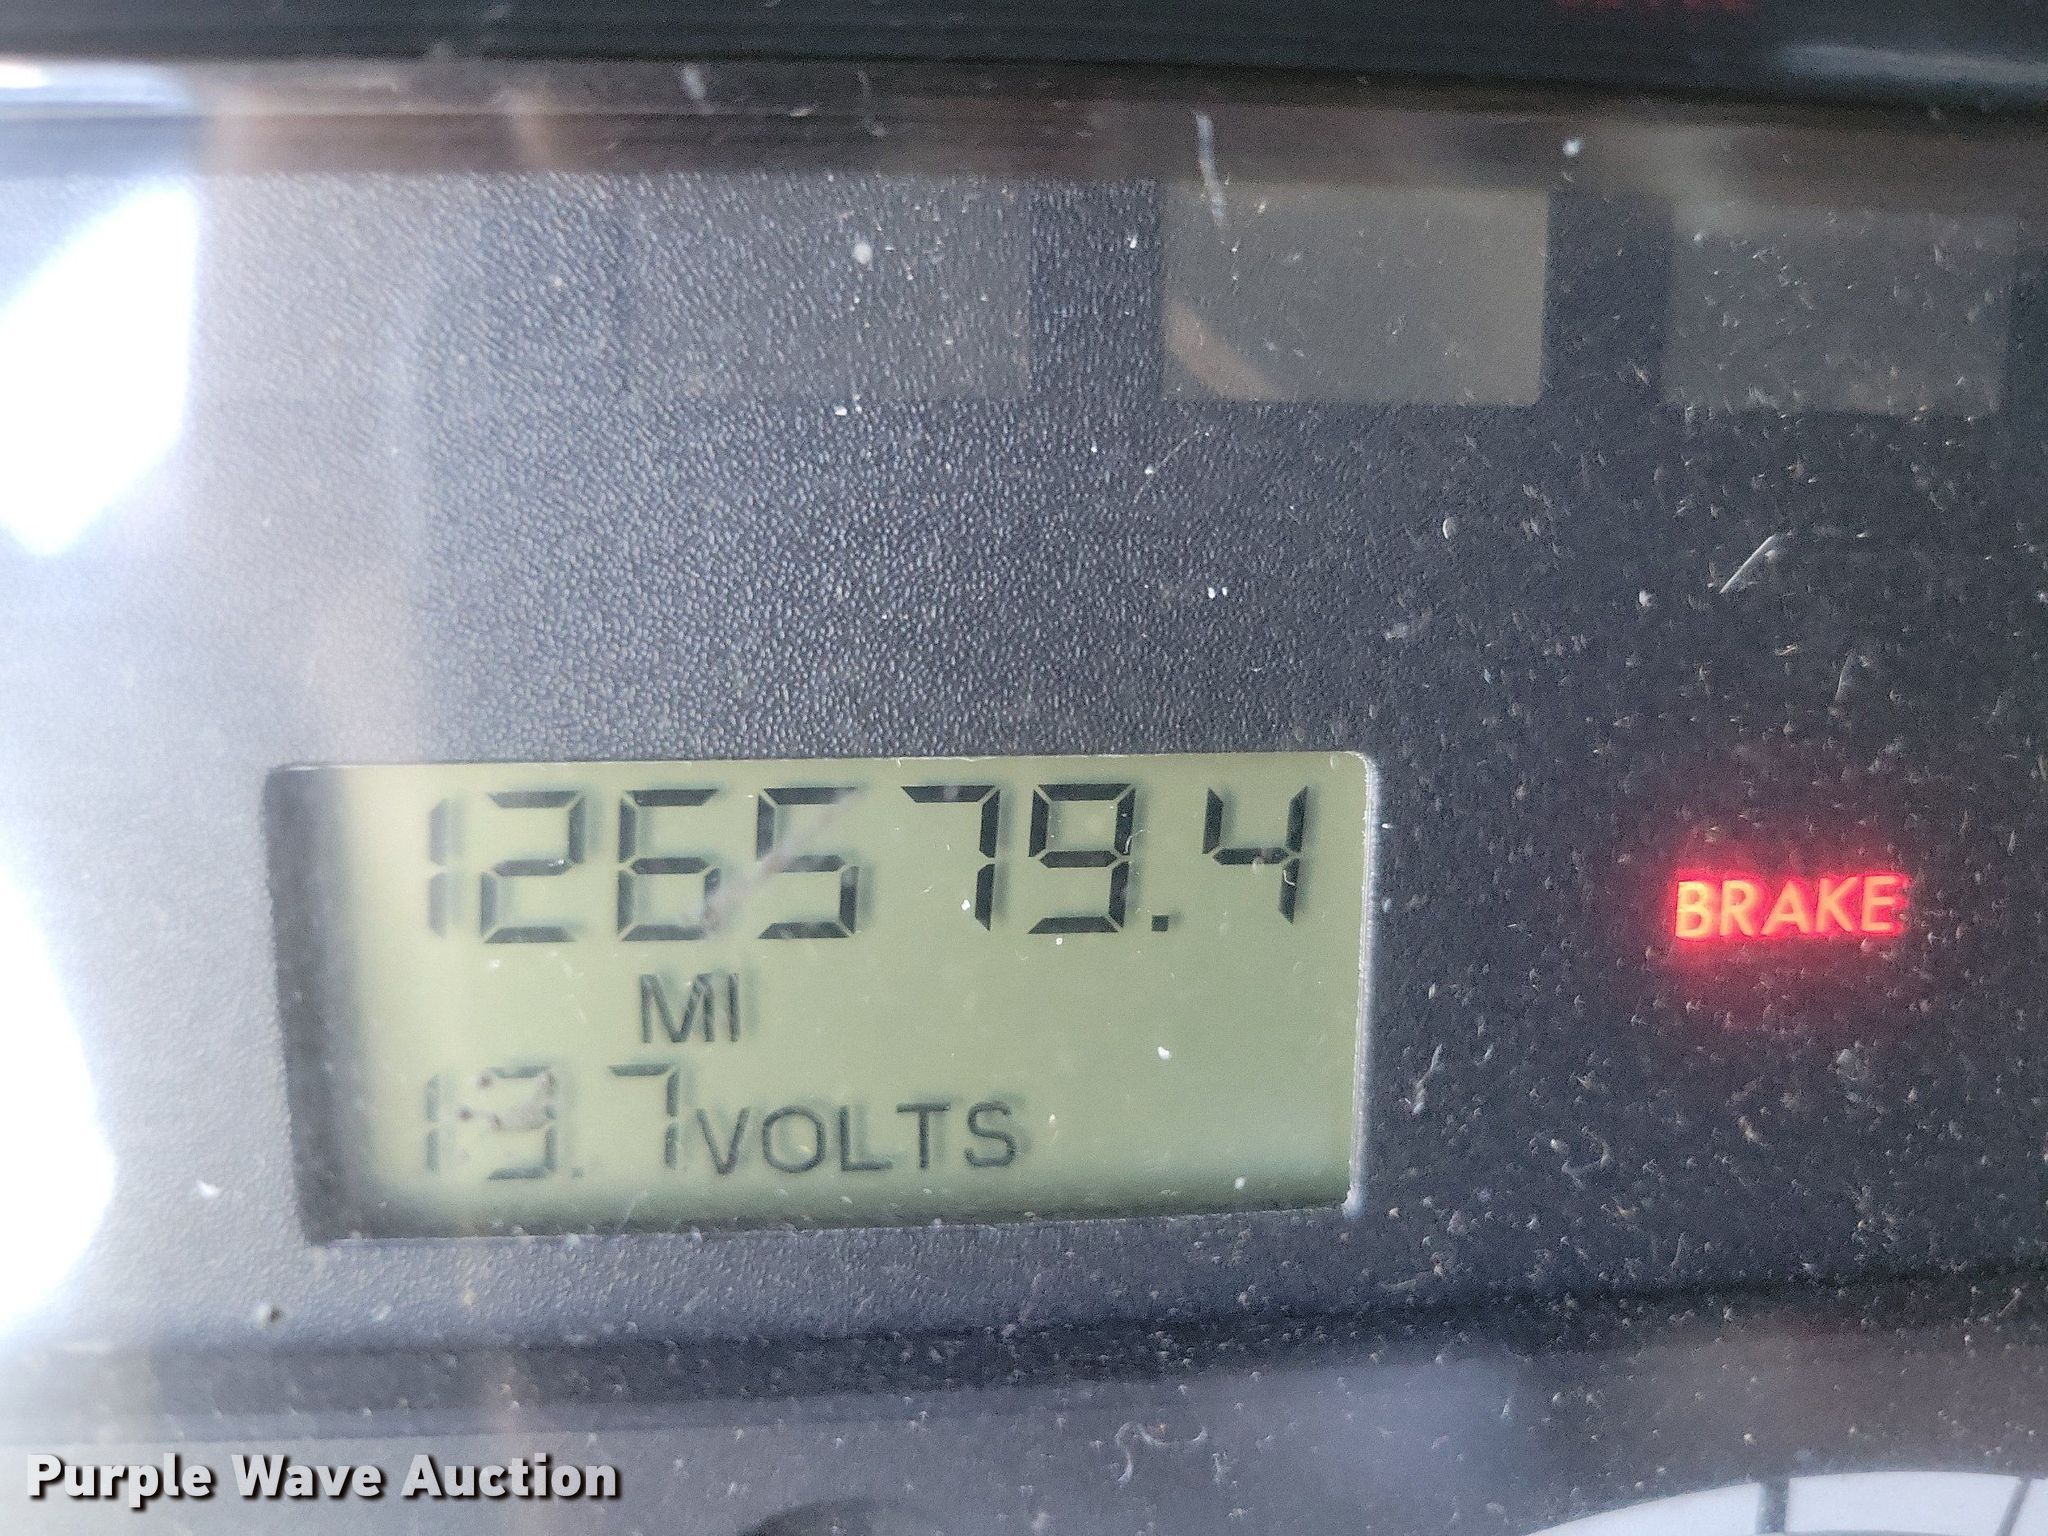 126579.4
MI
13.7 VOLTS
BRAKE
Purple Wave Auction